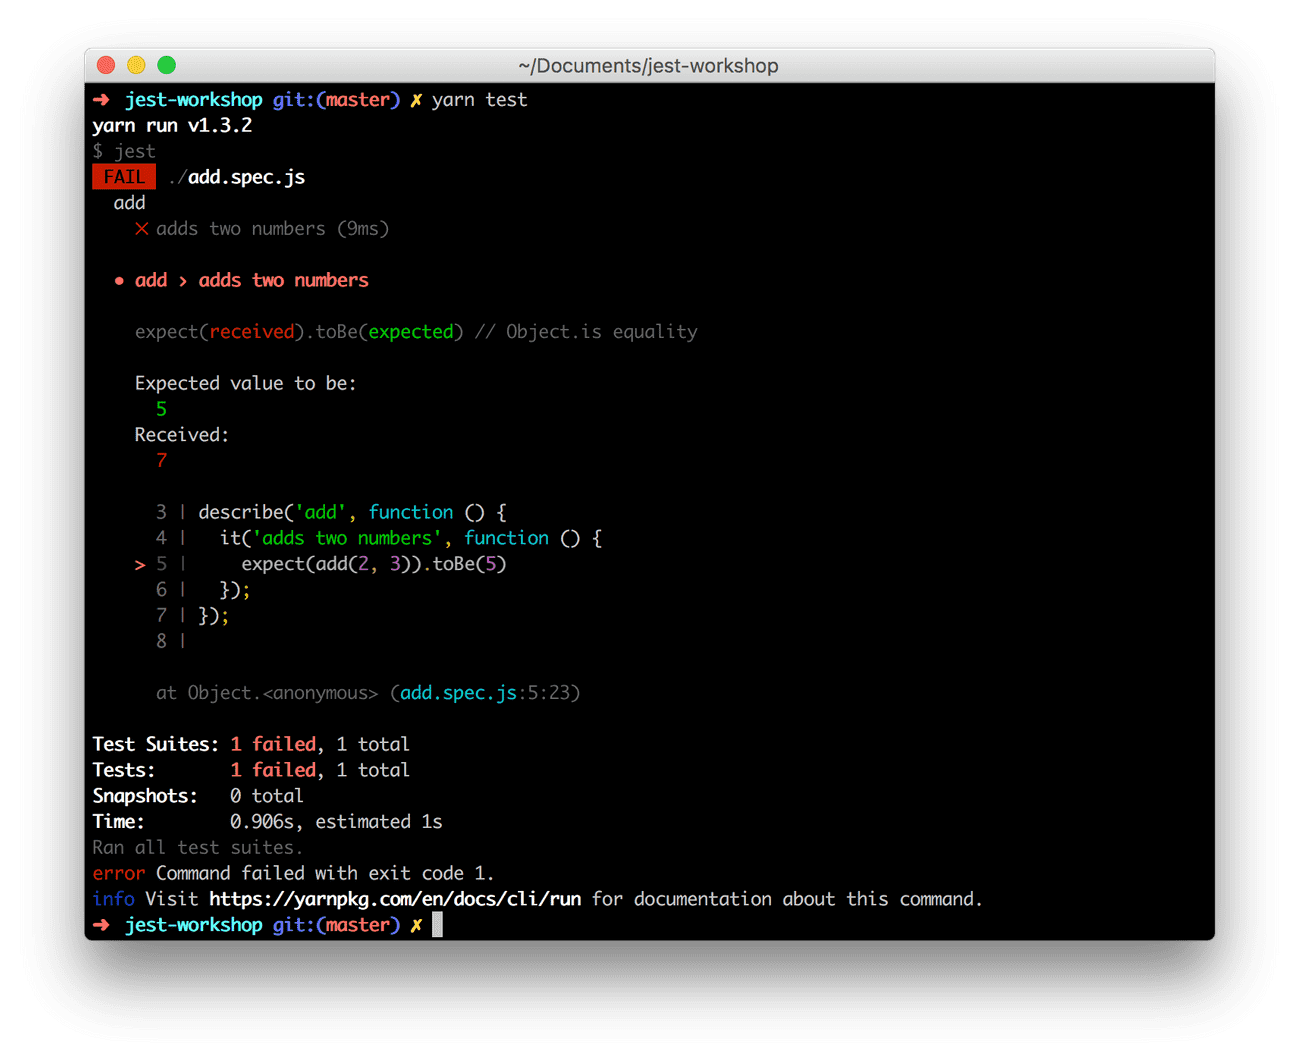 ~/Documents/jest-workshop
➜ jest-workshop git:(master) ✗ yarn test
yarn run v1.3.2
$ jest
FAIL ./add.spec.js
add
✕ adds two numbers (9ms)
● add › adds two numbers
expect(received).toBe(expected) // Object.is equality
Expected value to be:
5
Received:
7
3 | describe('add', function () {
4 |   it('adds two numbers', function () {
> 5 |     expect(add(2, 3)).toBe(5)
6 |   });
7 | });
8 |
at Object.<anonymous> (add.spec.js:5:23)
Test Suites: 1 failed, 1 total
Tests: 1 failed, 1 total
Snapshots: 0 total
Time: 0.906s, estimated 1s
Ran all test suites.
error Command failed with exit code 1.
info Visit https://yarnpkg.com/en/docs/cli/run for documentation about this command.
➜ jest-workshop git:(master) ✗